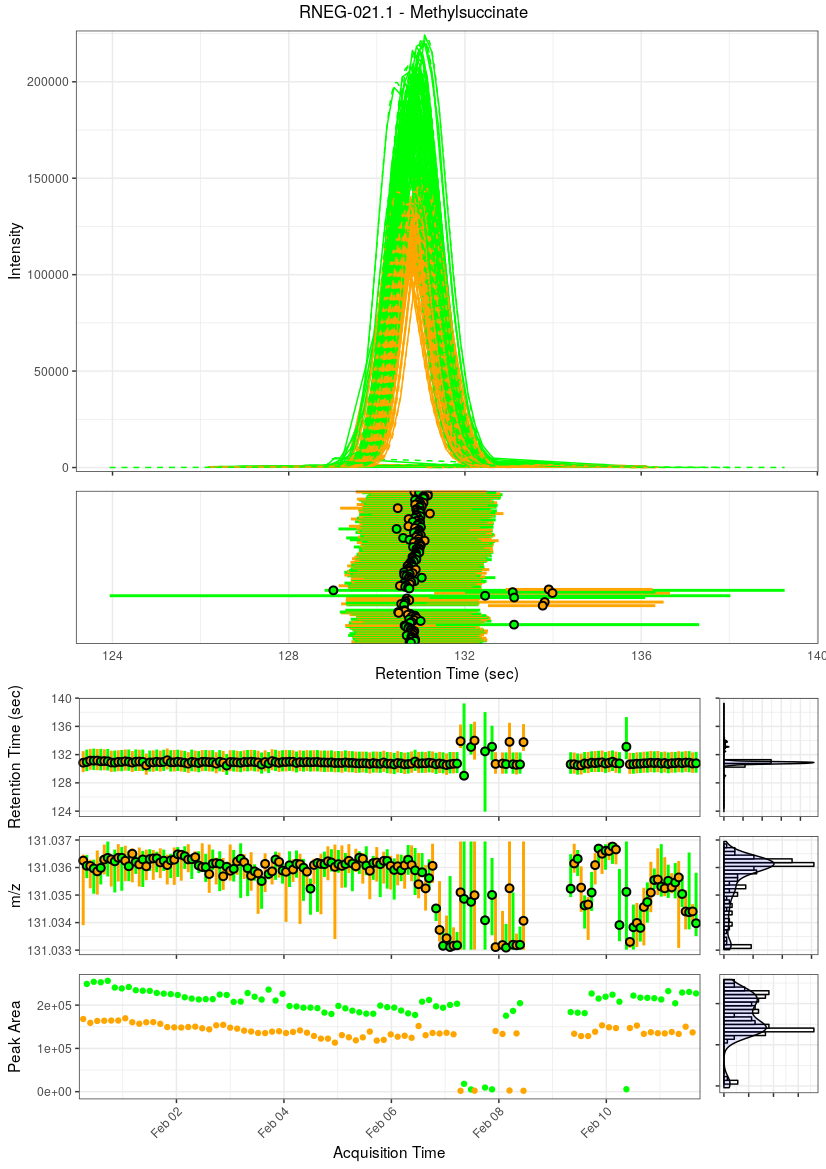 RNEG-021.1 - Methylsuccinate
200000
150000
100000
50000
0
Intensity
124 128 132 136 140
Retention Time (sec)
140
136
132
128
124
Retention Time (sec)
131.037
131.036
131.035
131.034
131.033
m/z
2e+05
1e+05
0e+00
Peak Area
Feb 02 Feb 04 Feb 06 Feb 08 Feb 10
Acquisition Time